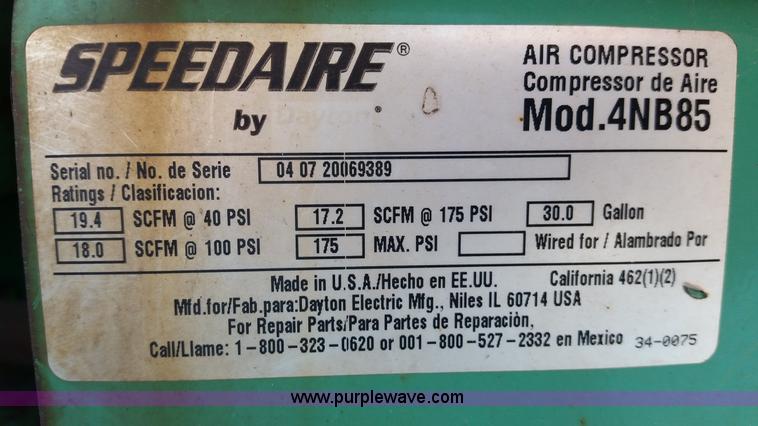 SPEEDAIRE®
by Dayton®
AIR COMPRESSOR
Compressor de Aire
Mod.4NB85
Serial no. / No. de Serie 04 07 20069389
Ratings / Clasificacion:
19.4 SCFM @ 40 PSI 17.2 SCFM @ 175 PSI 30.0 Gallon
18.0 SCFM @ 100 PSI 175 MAX. PSI Wired for / Alambrado Por
Made in U.S.A./Hecho en EE.UU. California 462(1)(2)
Mfd.for/Fab.para:Dayton Electric Mfg., Niles IL 60714 USA
For Repair Parts/Para Partes de Reparación,
Call/Llame: 1-800-323-0620 or 001-800-527-2332 en Mexico 34-0075
www.purplewave.com